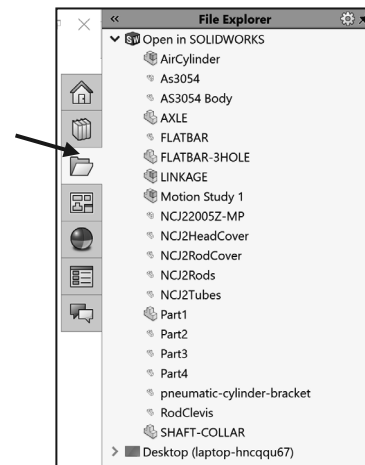 File Explorer
Open in SOLIDWORKS
AirCylinder
As3054
AS3054 Body
AXLE
FLATBAR
FLATBAR-3HOLE
LINKAGE
Motion Study 1
NCJ22005Z-MP
NCJ2HeadCover
NCJ2RodCover
NCJ2Rods
NCJ2Tubes
Part1
Part2
Part3
Part4
pneumatic-cylinder-bracket
RodClevis
SHAFT-COLLAR
Desktop (laptop-hncqqu67)